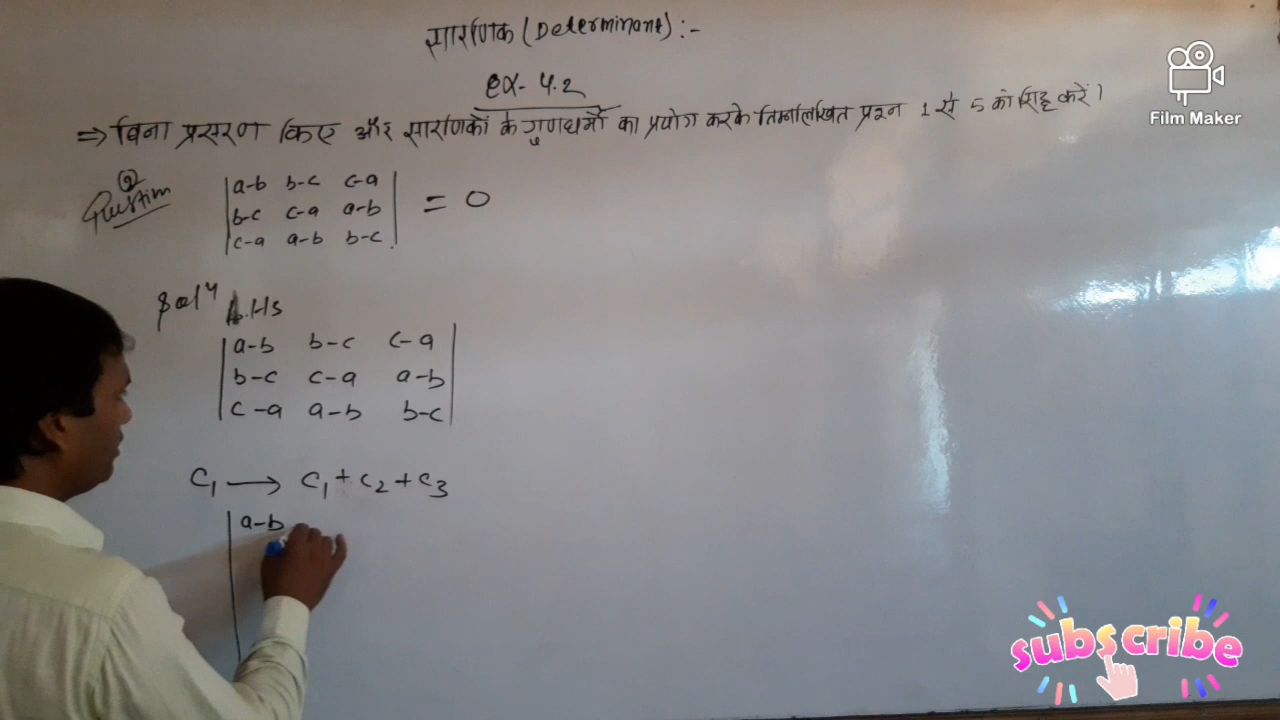 सारणिक (Determinant) :-
ex- 4.2
⇒ बिना प्रसरण किए और सारणिकों के गुणधर्मों का प्रयोग करके निम्नलिखित प्रश्न 1 से 5 को सिद्ध करें।
Film Maker
Question ②
| a-b b-c c-a |
| b-c c-a a-b | = 0
| c-a a-b b-c |
Solⁿ L.H.S
| a-b b-c c-a |
| b-c c-a a-b |
| c-a a-b b-c |
C₁ → C₁ + C₂ + C₃
| a-b
subscribe